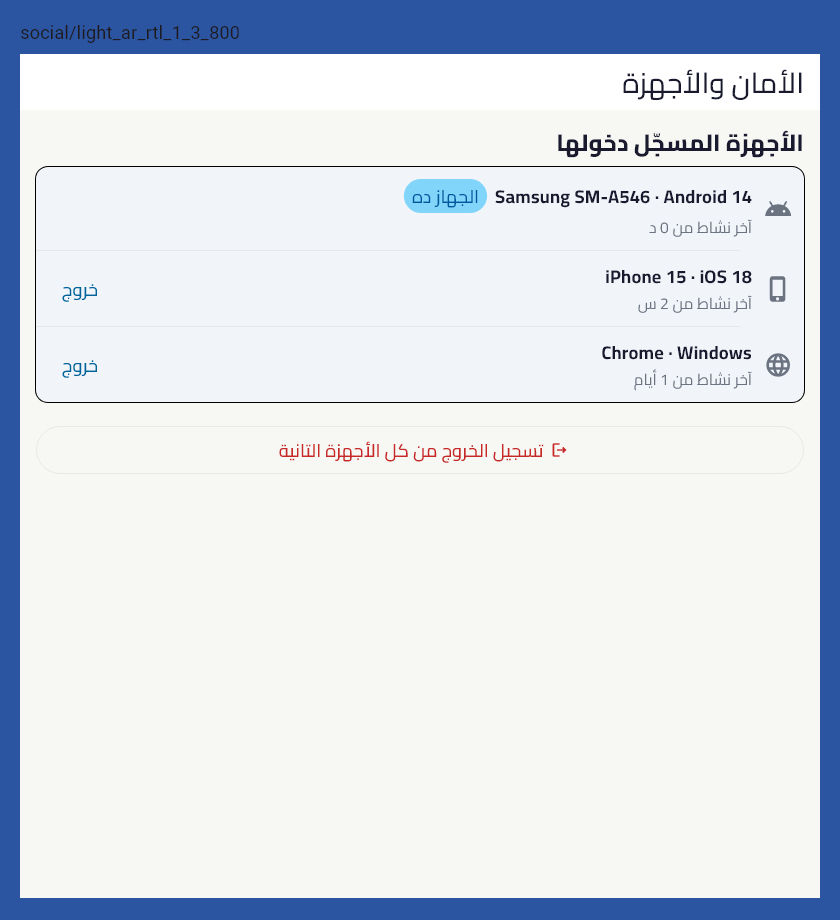 social/light_ar_rtl_1_3_800
الأمان والأجهزة
الأجهزة المسجّل دخولها
Samsung SM-A546 · Android 14 الجهاز ده
آخر نشاط من 0 د
iPhone 15 · iOS 18
آخر نشاط من 2 س
خروج
Chrome · Windows
آخر نشاط من 1 أيام
خروج
تسجيل الخروج من كل الأجهزة التانية